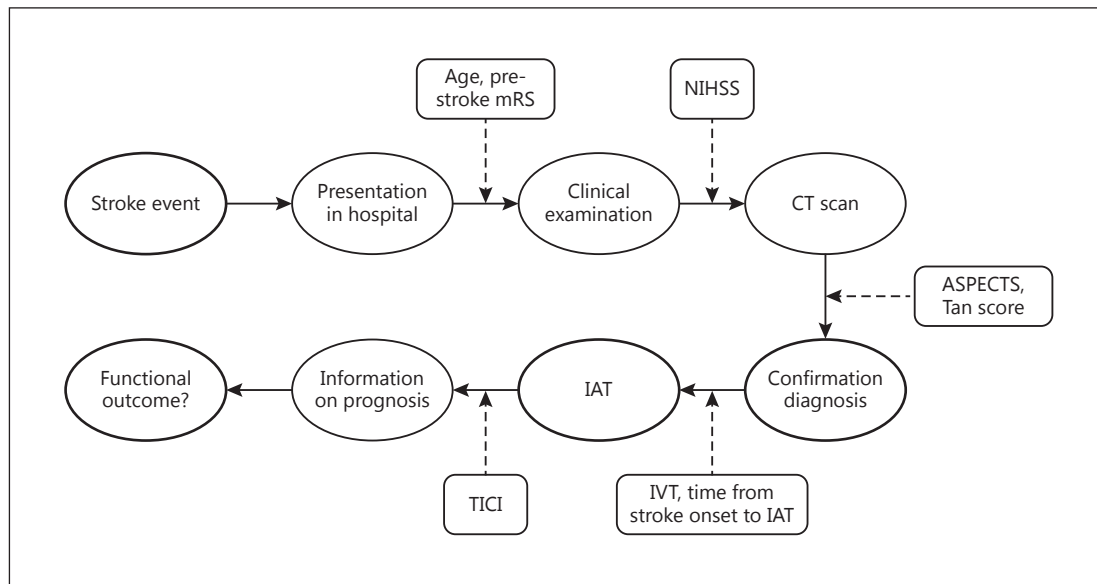 Age, pre-
stroke mRS
NIHSS
Stroke event
Presentation
in hospital
Clinical
examination
CT scan
ASPECTS,
Tan score
Functional
outcome?
Information
on prognosis
IAT
Confirmation
diagnosis
TICI
IVT, time from
stroke onset to IAT